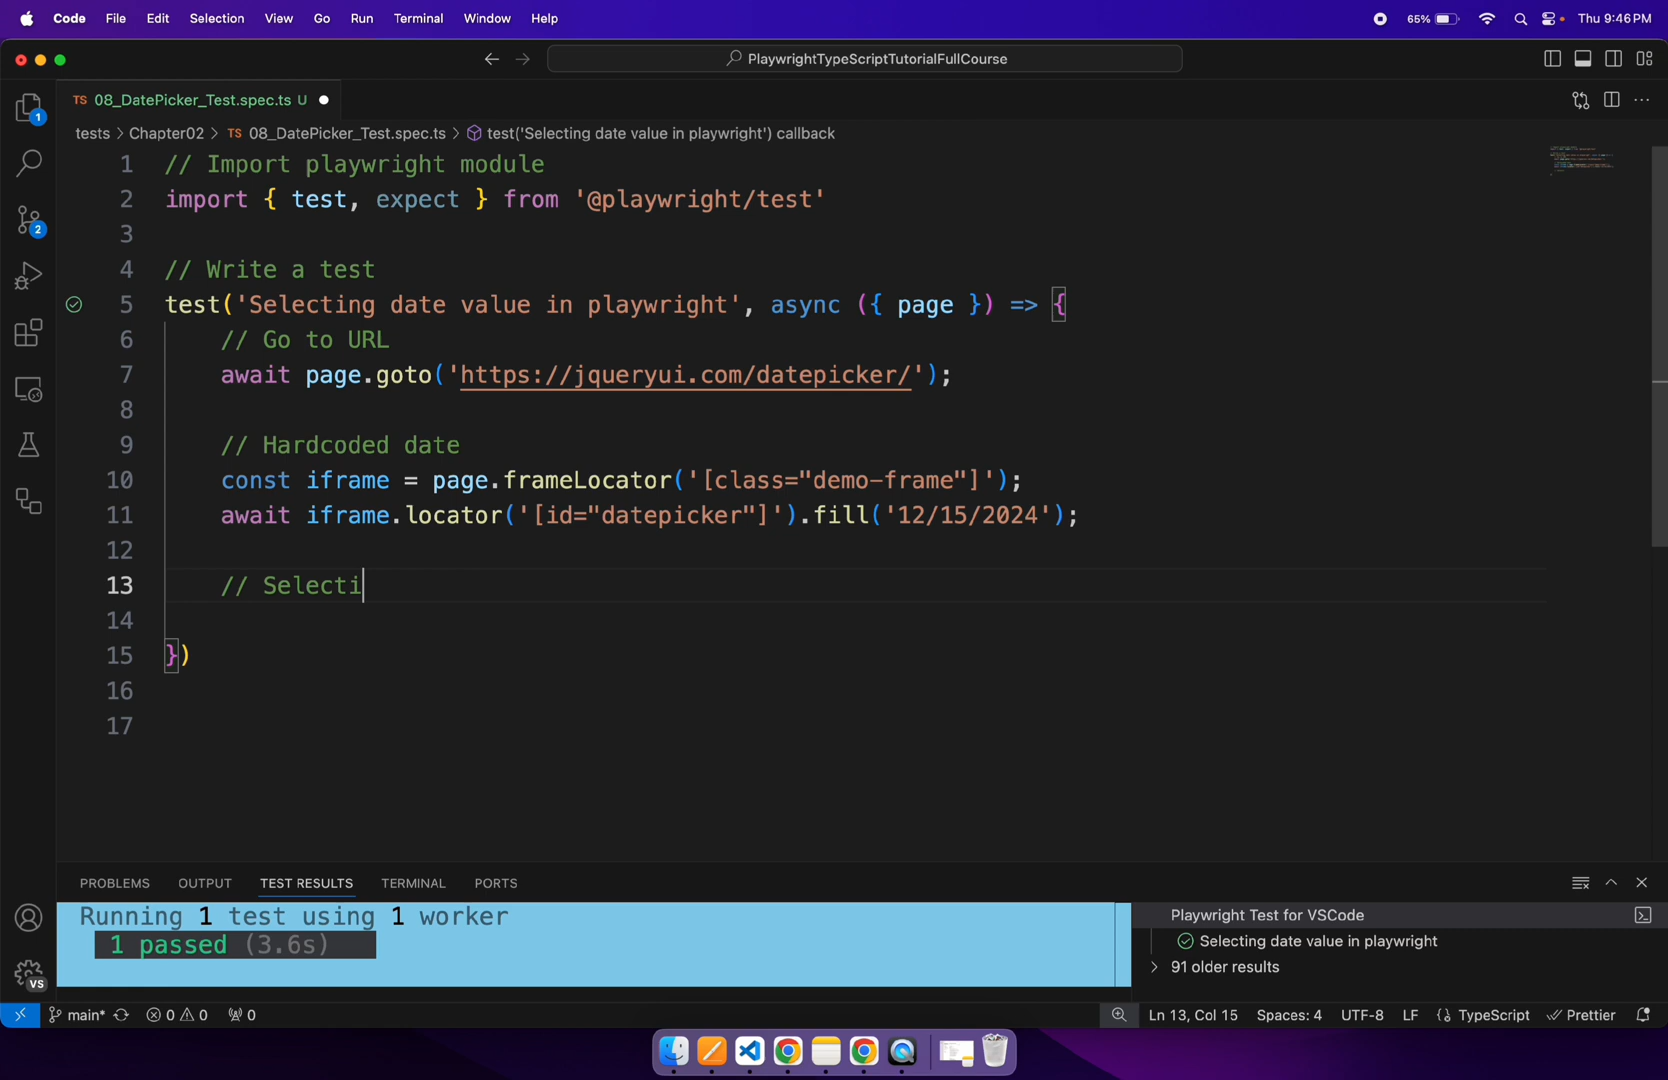 Code File Edit Selection View Go Run Terminal Window Help 65% Thu 9:46 PM
PlaywrightTypeScriptTutorialFullCourse
TS 08_DatePicker_Test.spec.ts U
tests > Chapter02 > TS 08_DatePicker_Test.spec.ts > test('Selecting date value in playwright') callback
1 // Import playwright module
2 import { test, expect } from '@playwright/test'
3
4 // Write a test
5 test('Selecting date value in playwright', async ({ page }) => {
6 // Go to URL
7 await page.goto('https://jqueryui.com/datepicker/');
8
9 // Hardcoded date
10 const iframe = page.frameLocator('[class="demo-frame"]');
11 await iframe.locator('[id="datepicker"]').fill('12/15/2024');
12
13 // Selecti
14
15 })
16
17
1
2
PROBLEMS OUTPUT TEST RESULTS TERMINAL PORTS
Running 1 test using 1 worker
1 passed (3.6s)
Playwright Test for VSCode
Selecting date value in playwright
> 91 older results
VS
main* 0 0 0 Ln 13, Col 15 Spaces: 4 UTF-8 LF {} TypeScript Prettier